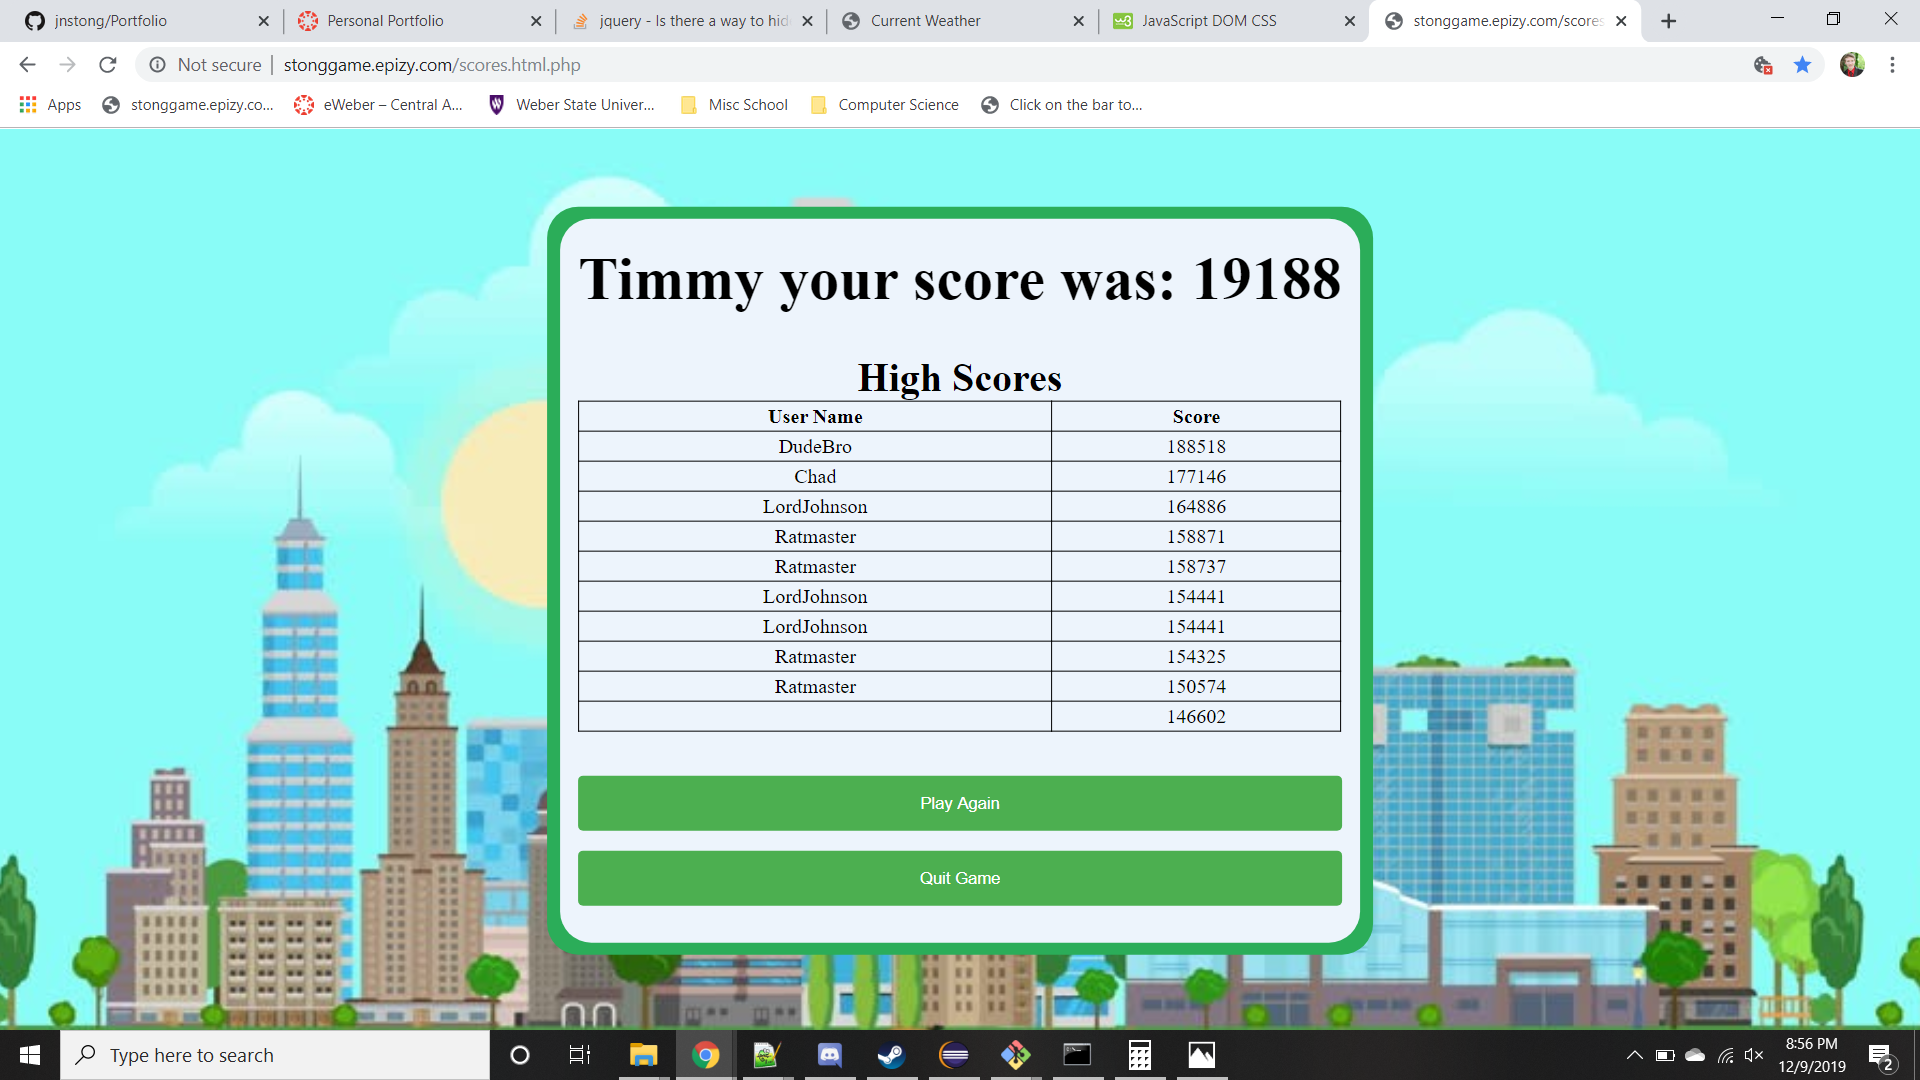 jnstong/Portfolio
Personal Portfolio
jquery - Is there a way to hid
Current Weather
JavaScript DOM CSS
stonggame.epizy.com/scores
Not secure | stonggame.epizy.com/scores.html.php
Apps
stonggame.epizy.co...
eWeber – Central A...
Weber State Univer...
Misc School
Computer Science
Click on the bar to...
Timmy your score was: 19188
High Scores
User Name Score
DudeBro 188518
Chad 177146
LordJohnson 164886
Ratmaster 158871
Ratmaster 158737
LordJohnson 154441
LordJohnson 154441
Ratmaster 154325
Ratmaster 150574
146602
Play Again
Quit Game
Type here to search
8:56 PM
12/9/2019
2